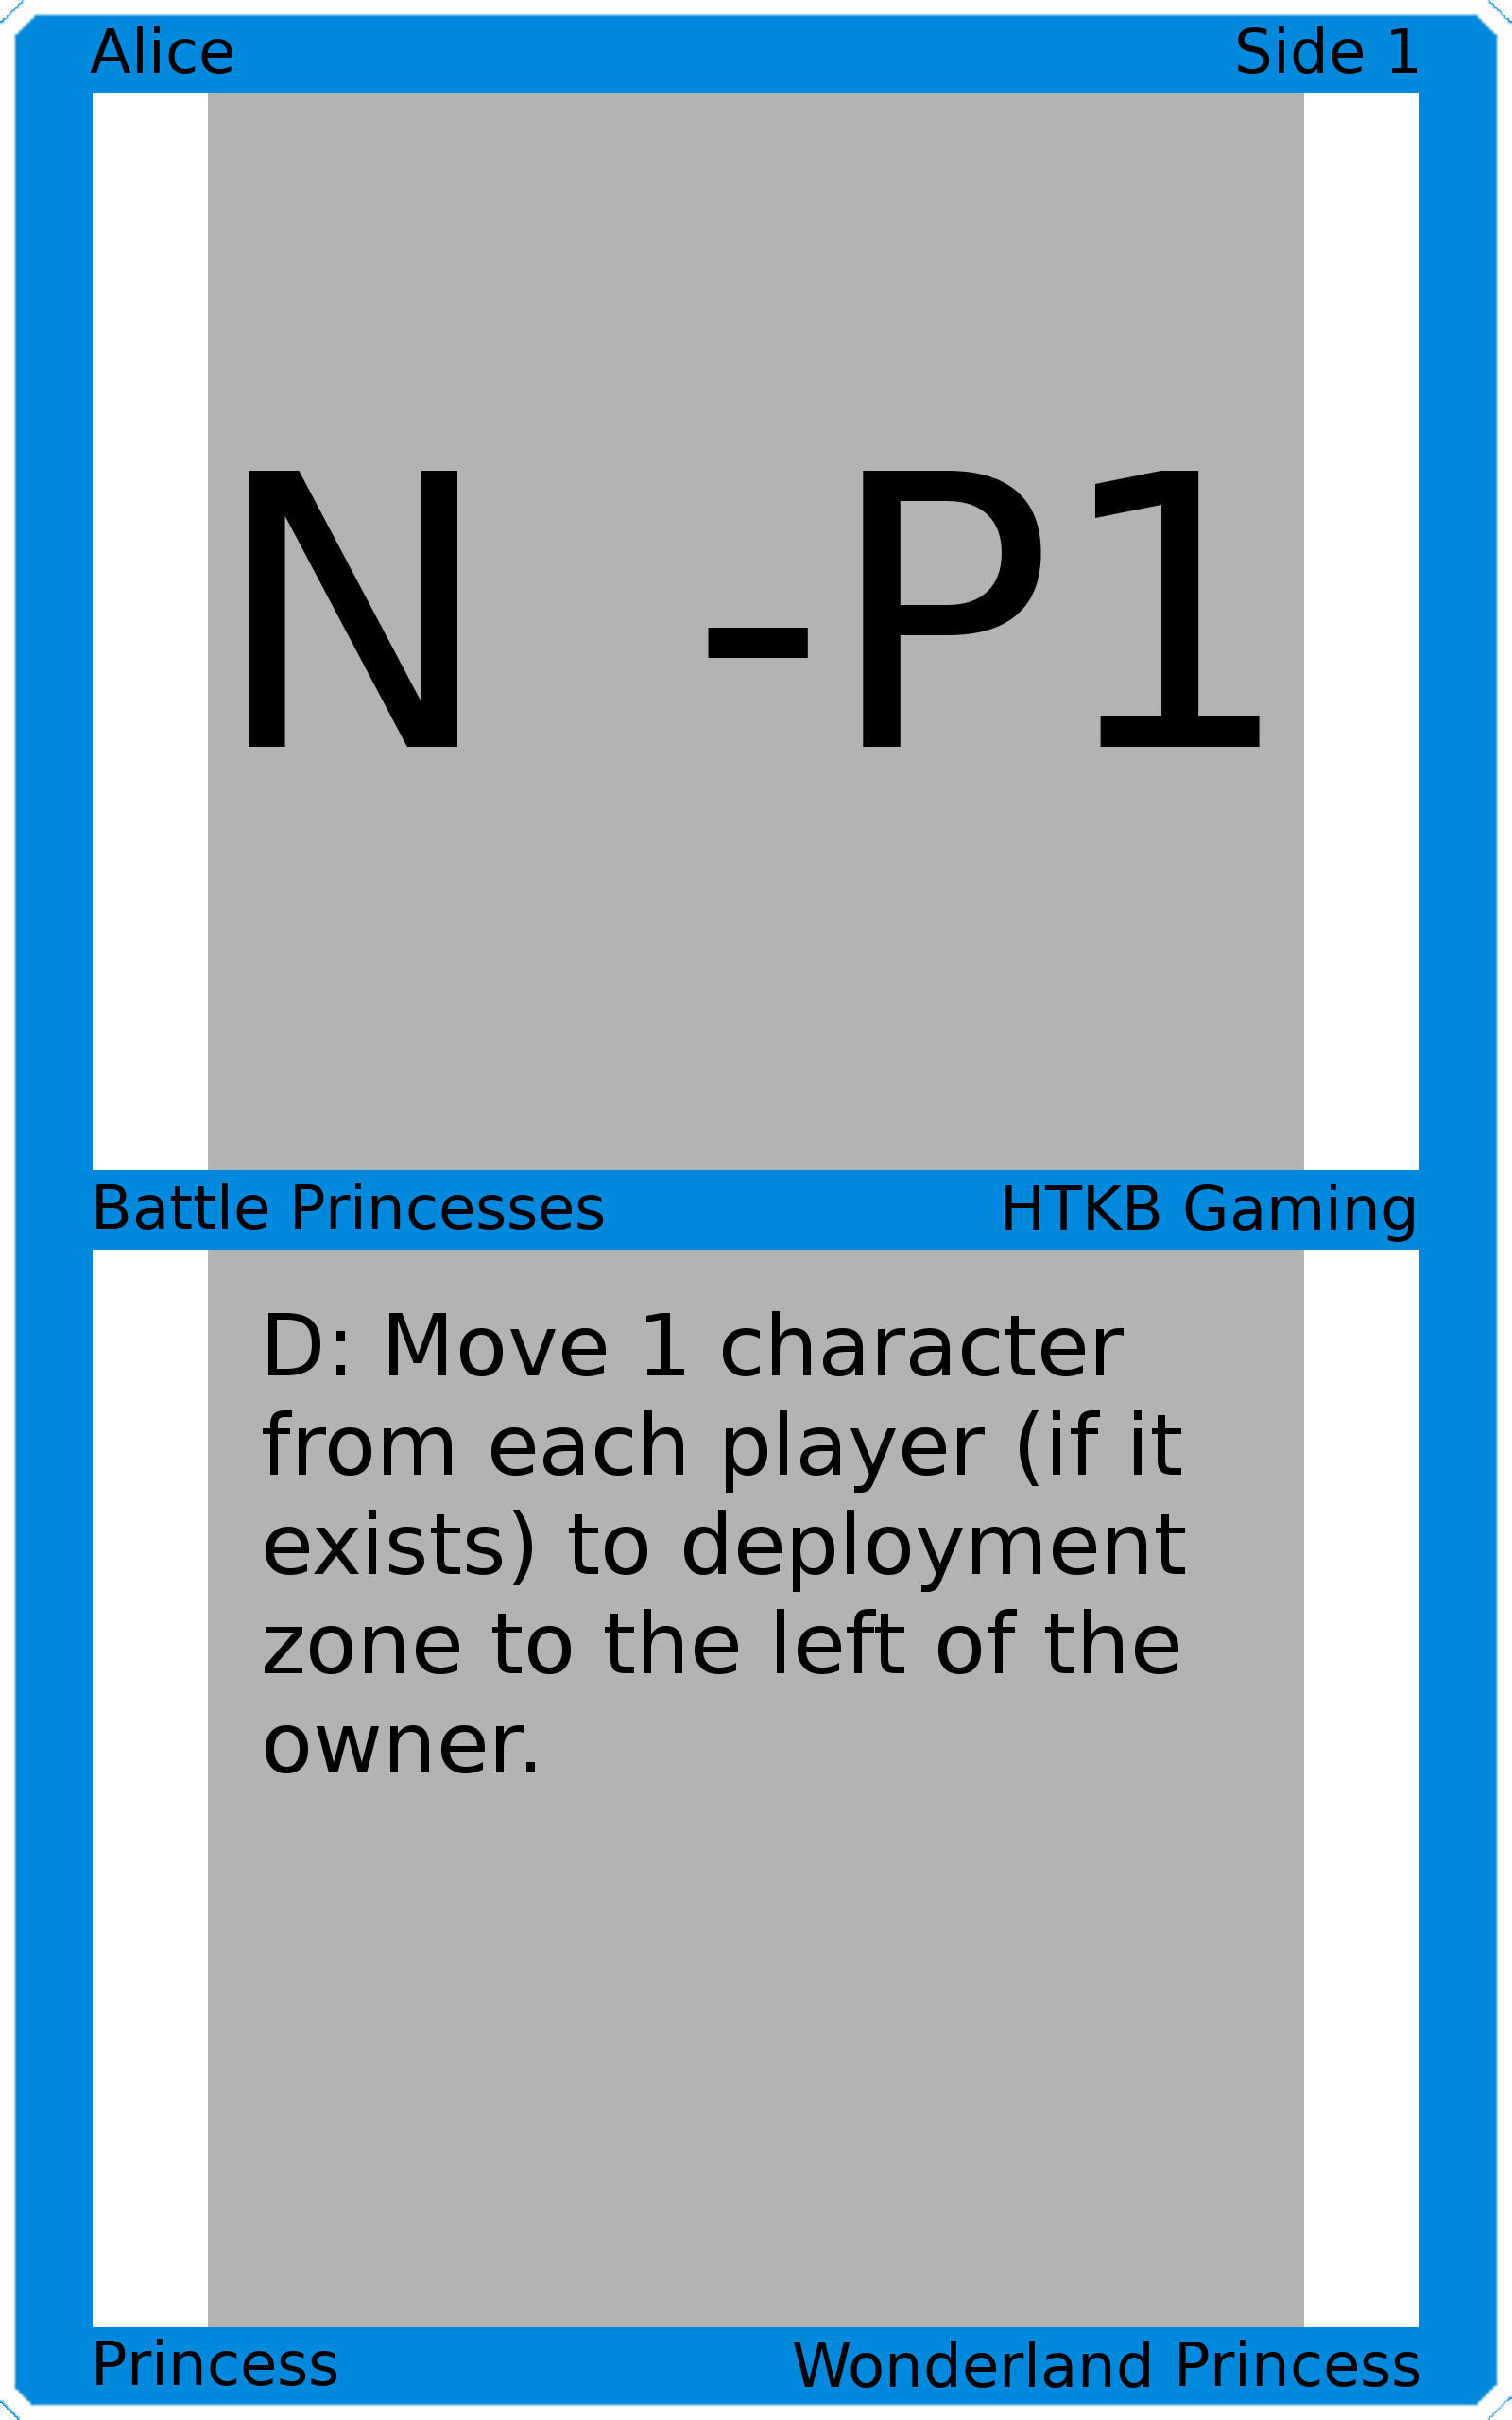 Alice Side 1
N -P1
Battle Princesses HTKB Gaming
D: Move 1 character
from each player (if it
exists) to deployment
zone to the left of the
owner.
Princess Wonderland Princess